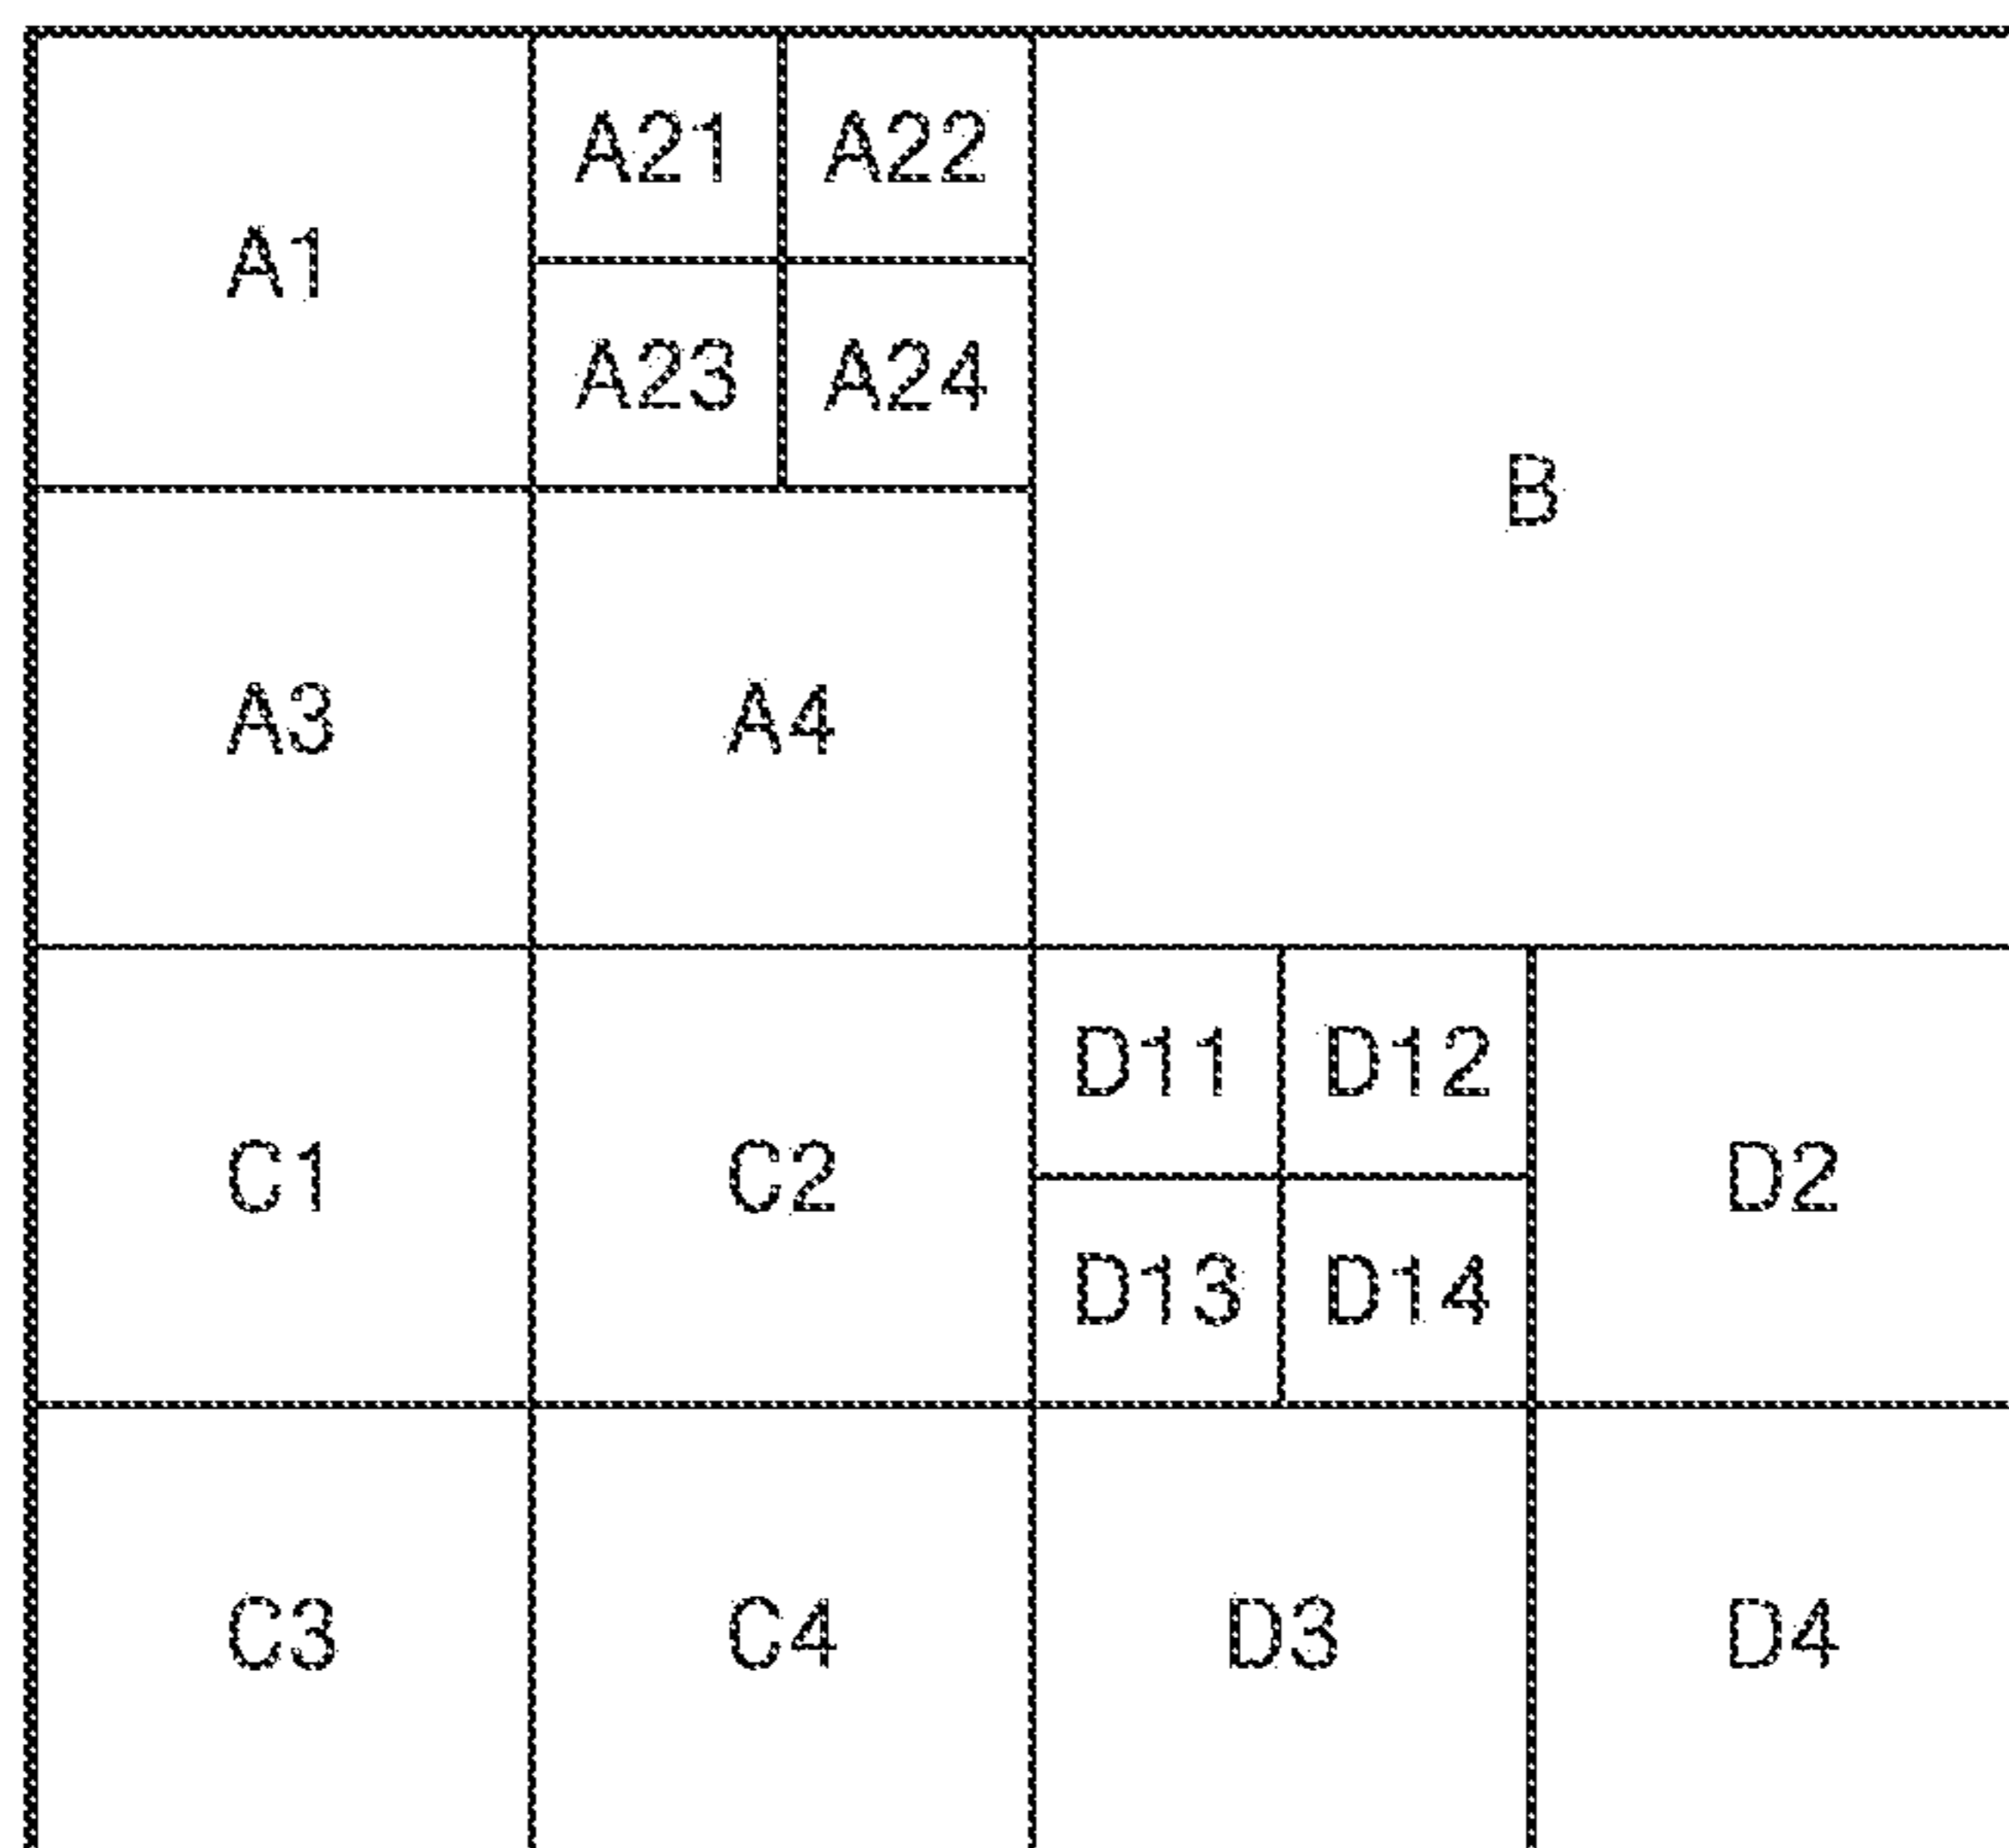 A21 A22
A1
A23 A24
B
A3 A4
D11 D12
C1 C2 D2
D13 D14
C3 C4 D3 D4